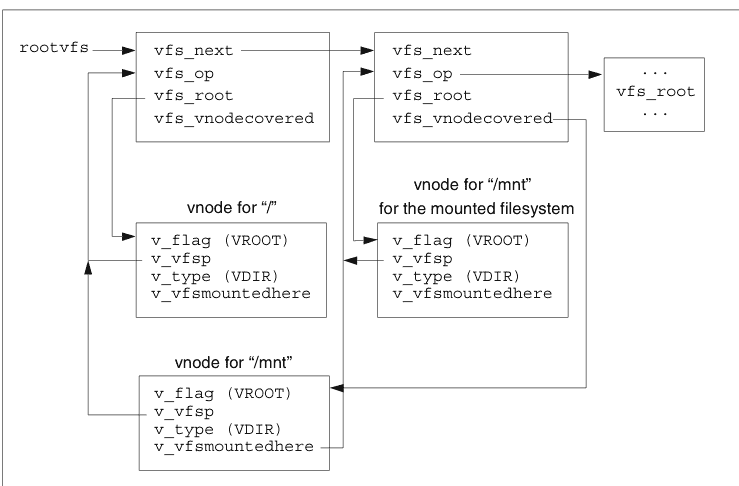 rootvfs
vfs_next
vfs_op
vfs_root
vfs_vnodecovered
vfs_next
vfs_op
vfs_root
vfs_vnodecovered
...
vfs_root
...
vnode for “/”
v_flag (VROOT)
v_vfsp
v_type (VDIR)
v_vfsmountedhere
vnode for “/mnt”
for the mounted filesystem
v_flag (VROOT)
v_vfsp
v_type (VDIR)
v_vfsmountedhere
vnode for “/mnt”
v_flag (VROOT)
v_vfsp
v_type (VDIR)
v_vfsmountedhere